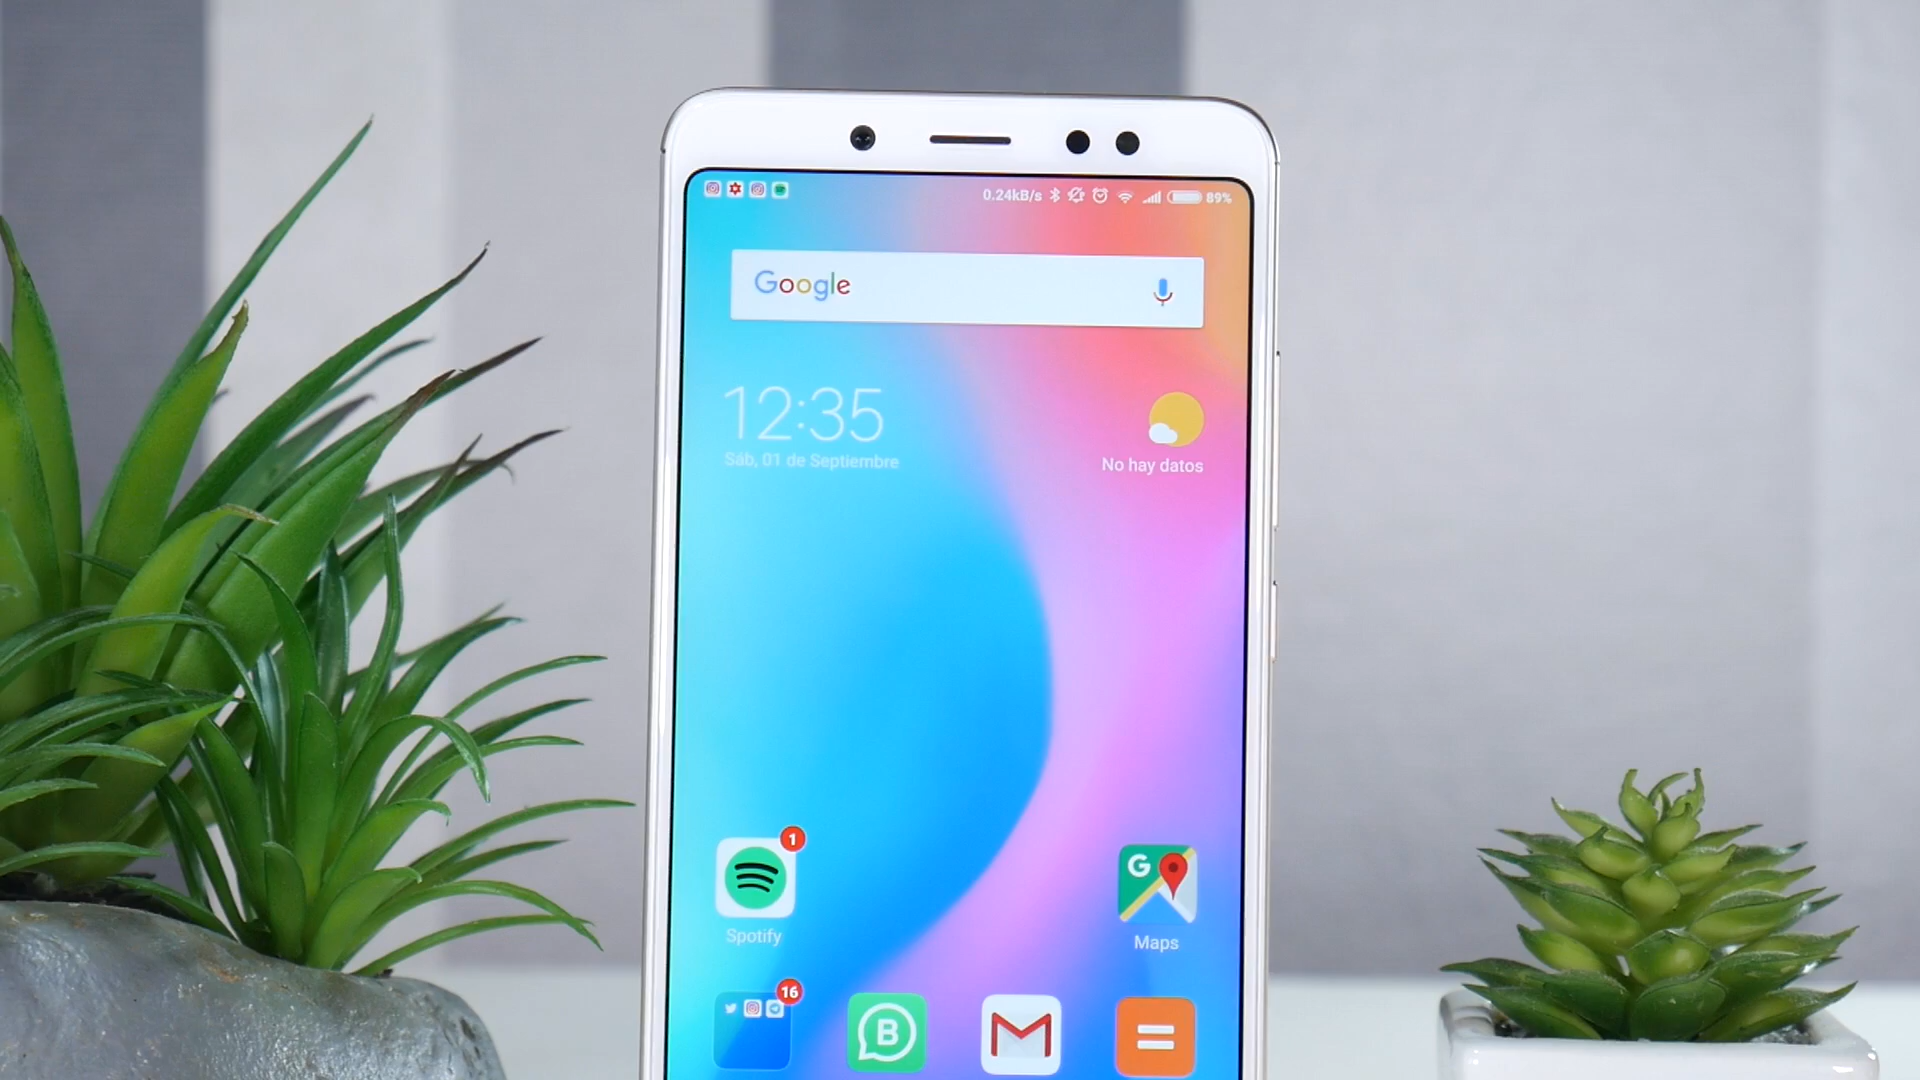 0.24kB/s 89%
Google
12:35
Sáb, 01 de Septiembre
No hay datos
1
G
Spotify
Maps
16
B